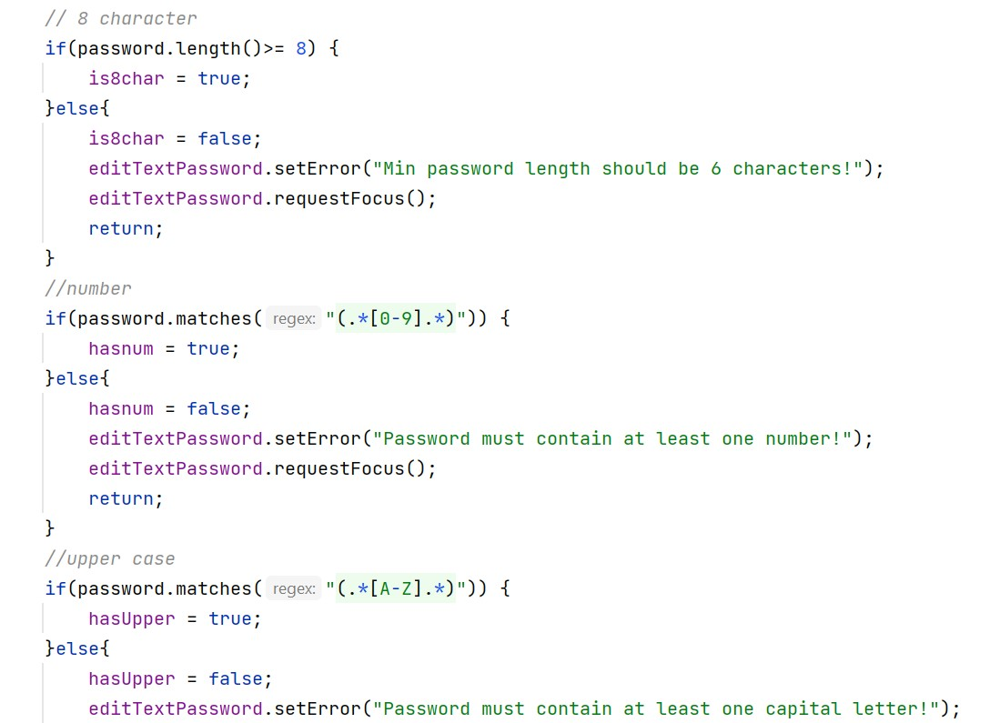 // 8 character
if(password.length()>= 8) {
    is8char = true;
}else{
    is8char = false;
    editTextPassword.setError("Min password length should be 6 characters!");
    editTextPassword.requestFocus();
    return;
}
//number
if(password.matches( regex: "(.*[0-9].*)")) {
    hasnum = true;
}else{
    hasnum = false;
    editTextPassword.setError("Password must contain at least one number!");
    editTextPassword.requestFocus();
    return;
}
//upper case
if(password.matches( regex: "(.*[A-Z].*)")) {
    hasUpper = true;
}else{
    hasUpper = false;
    editTextPassword.setError("Password must contain at least one capital letter!");